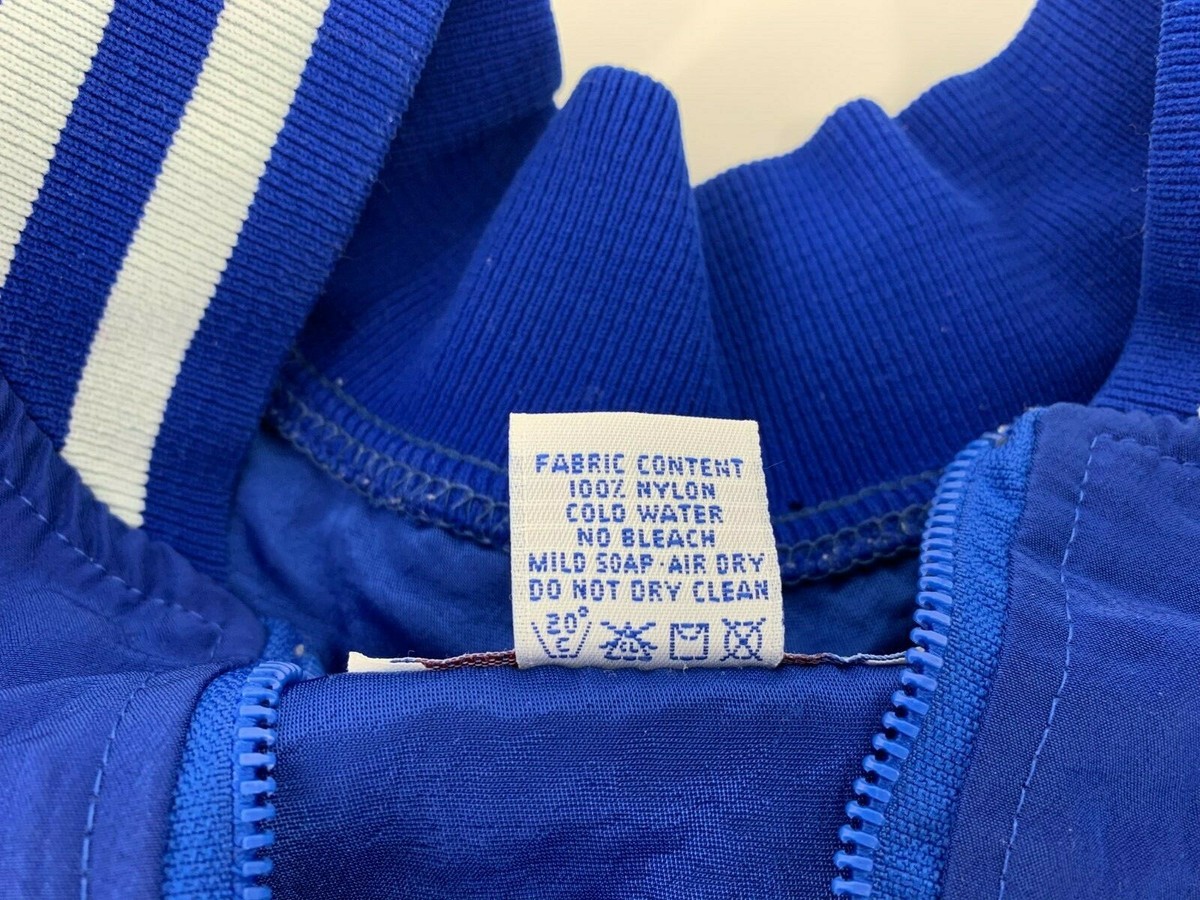 FABRIC CONTENT
100% NYLON
COLD WATER
NO BLEACH
MILD SOAP·AIR DRY
DO NOT DRY CLEAN
30°
C